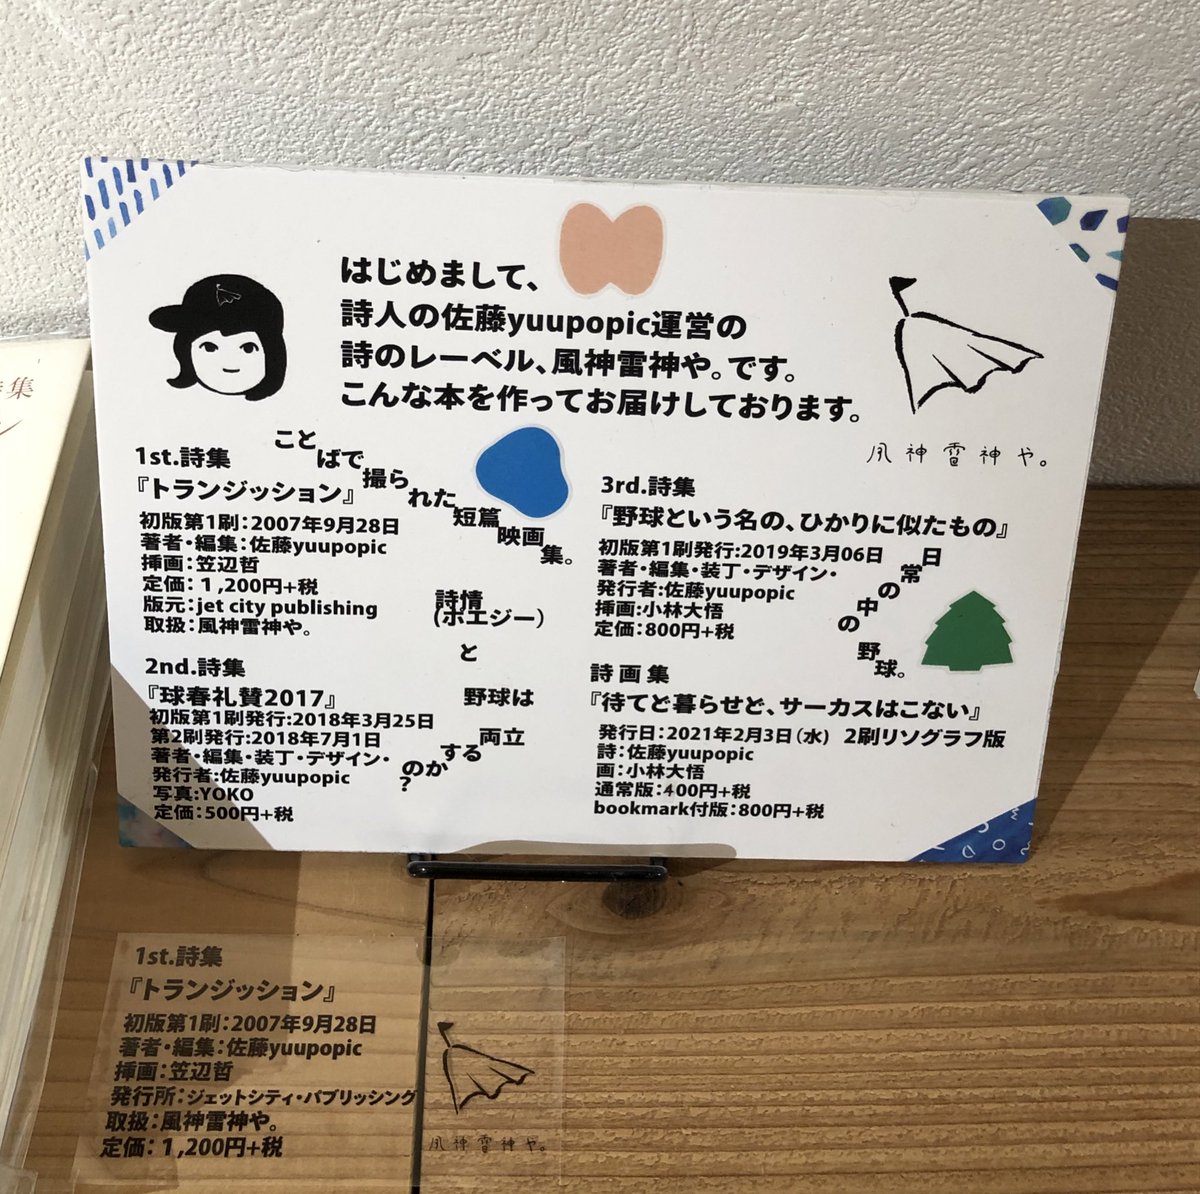 はじめまして、
詩人の佐藤yuupopic運営の
詩のレーベル、風神雷神や。です。
こんな本を作ってお届けしております。
風神雷神や。
1st.詩集
『トランジッション』
初版第1刷：2007年9月28日
著者・編集：佐藤yuupopic
挿画：笠辺哲
定価：1,200円+税
版元：jet city publishing
取扱：風神雷神や。
ことばで撮られた短篇映画集。
2nd.詩集
『球春礼賛2017』
初版第1刷発行:2018年3月25日
第2刷発行:2018年7月1日
著者・編集・装丁・デザイン・
発行者:佐藤yuupopic
写真:YOKO
定価：500円+税
詩情
(ポエジー)
と
野球は
両立
する
のか
?
3rd.詩集
『野球という名の、ひかりに似たもの』
初版第1刷発行:2019年3月06日
著者・編集・装丁・デザイン・
発行者:佐藤yuupopic
挿画:小林大悟
定価：800円+税
日常の中の野球。
詩画集
『待てど暮らせど、サーカスはこない』
発行日：2021年2月3日(水) 2刷リソグラフ版
詩：佐藤yuupopic
画：小林大悟
通常版：400円+税
bookmark付版：800円+税
1st.詩集
『トランジッション』
初版第1刷：2007年9月28日
著者・編集：佐藤yuupopic
挿画：笠辺哲
発行所：ジェットシティ・パブリッシング
取扱：風神雷神や。
定価：1,200円+税
風神雷神や。